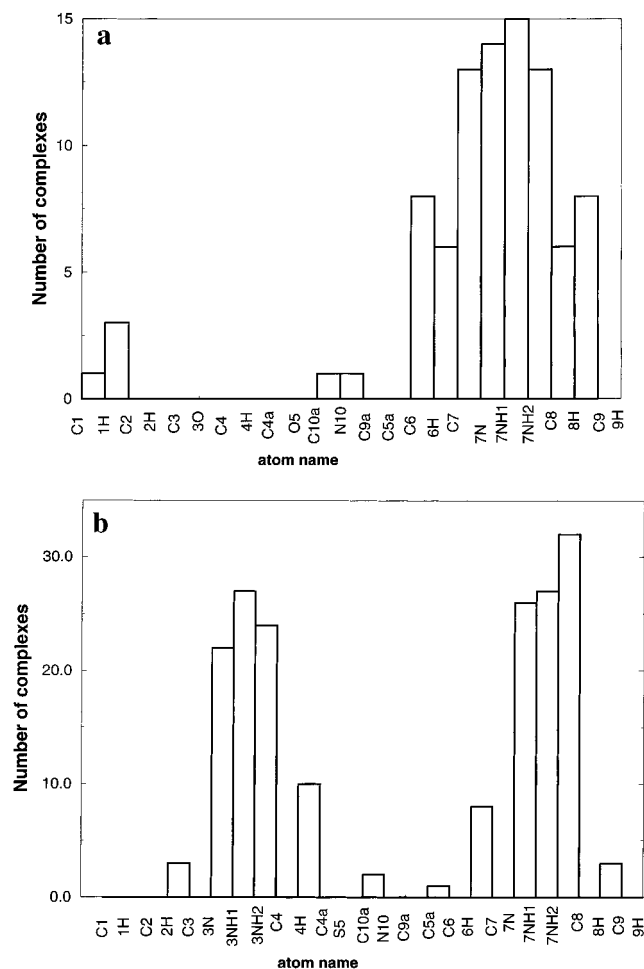 a
Number of complexes
15
10
5
0
C1 1H C2 2H C3 3O C4 4H C4a O5 C10a N10 C9a C5a C6 6H C7 7N 7NH1 7NH2 C8 8H C9 9H
atom name
b
Number of complexes
30.0
20.0
10.0
0.0
C1 1H C2 2H C3 3N 3NH1 3NH2 C4 4H C4a S5 C10a N10 C9a C5a C6 6H C7 7N 7NH1 7NH2 C8 8H C9 9H
atom name